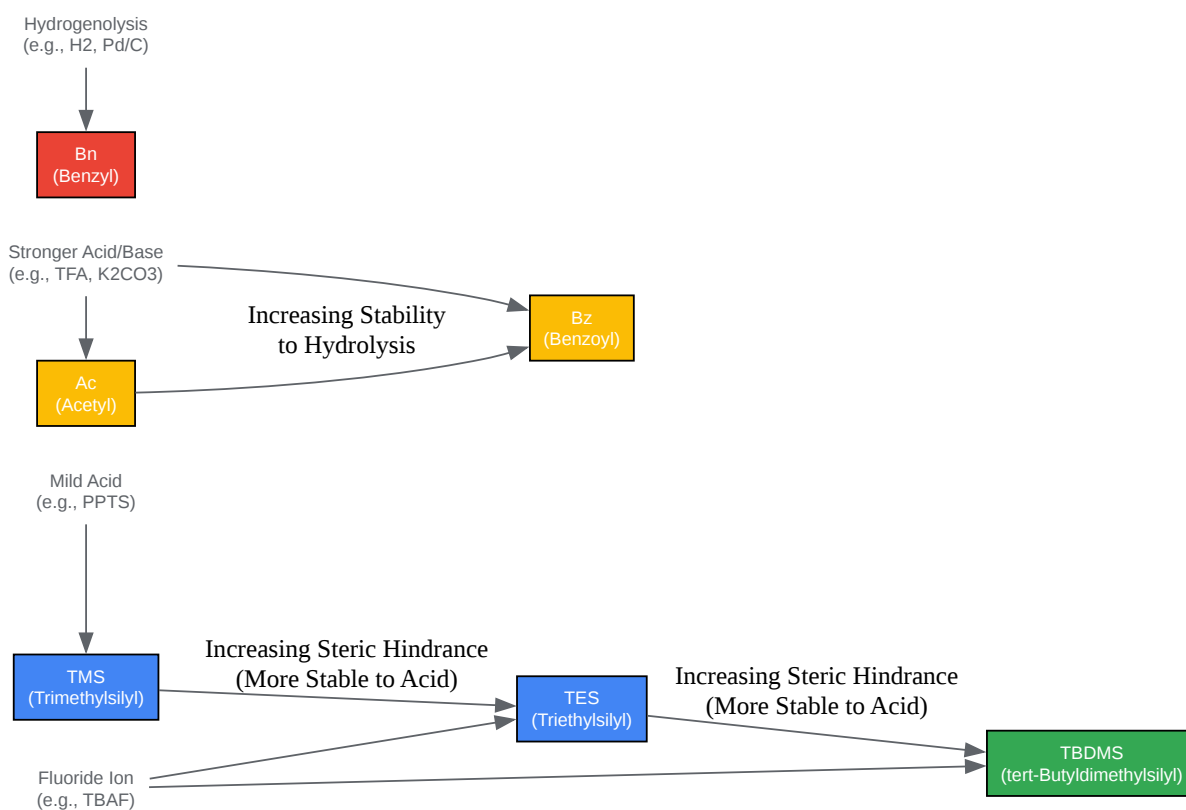 Hydrogenolysis
(e.g., H2, Pd/C)
Bn
(Benzyl)
Stronger Acid/Base
(e.g., TFA, K2CO3)
Increasing Stability
to Hydrolysis
Bz
(Benzoyl)
Ac
(Acetyl)
Mild Acid
(e.g., PPTS)
Increasing Steric Hindrance
(More Stable to Acid)
TMS
(Trimethylsilyl)
Increasing Steric Hindrance
(More Stable to Acid)
TES
(Triethylsilyl)
TBDMS
(tert-Butyldimethylsilyl)
Fluoride Ion
(e.g., TBAF)